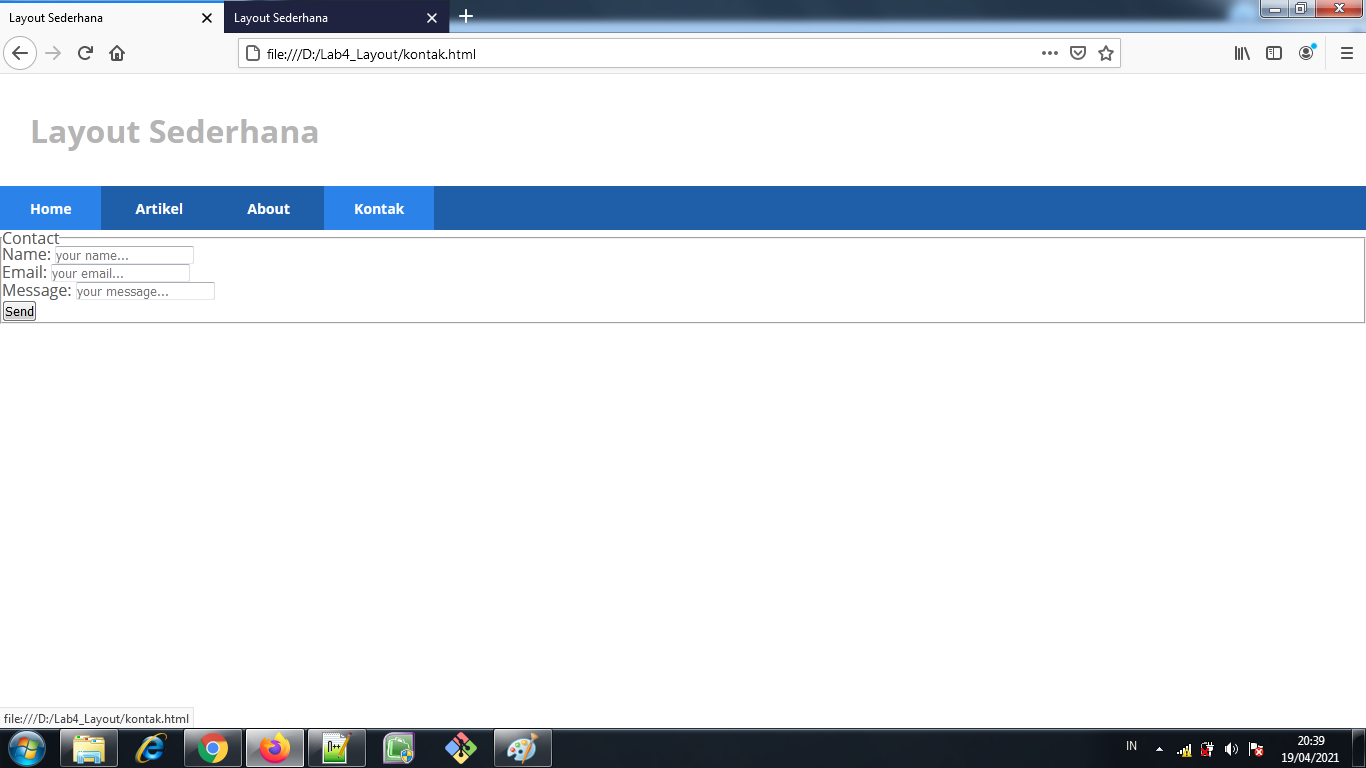 Layout Sederhana Layout Sederhana
file:///D:/Lab4_Layout/kontak.html
Layout Sederhana
Home Artikel About Kontak
Contact
Name: your name...
Email: your email...
Message: your message...
Send
file:///D:/Lab4_Layout/kontak.html
IN 20:39
19/04/2021